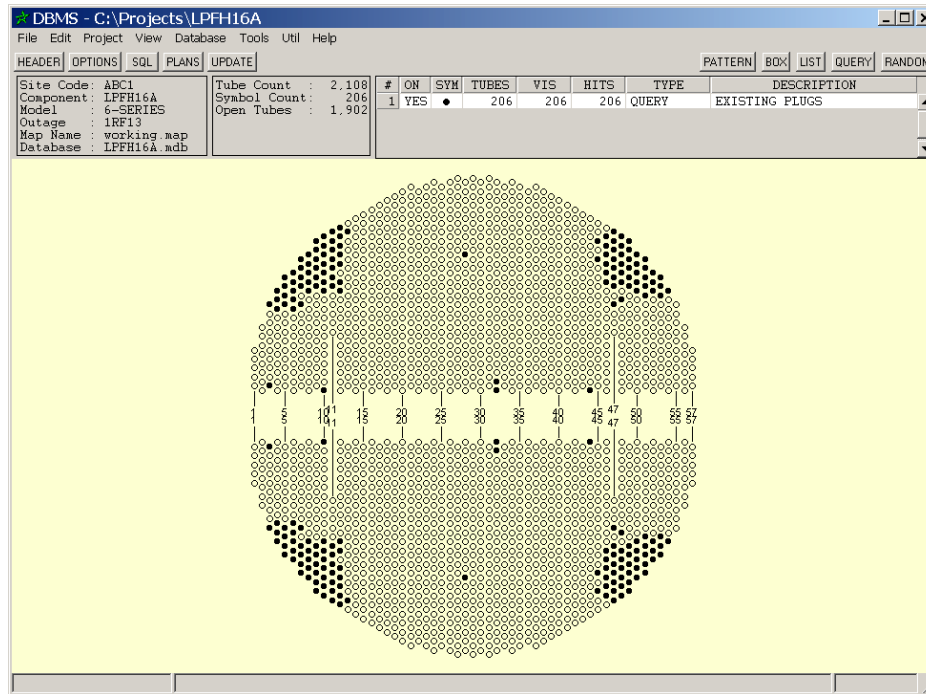 DBMS - C:\Projects\LPFH16A
File Edit Project View Database Tools Util Help
HEADER OPTIONS SQL PLANS UPDATE PATTERN BOX LIST QUERY RANDOM
Site Code: ABC1
Component: LPFH16A
Model : 6-SERIES
Outage : 1RF13
Map Name : working.map
Database : LPFH16A.mdb
Tube Count : 2,108
Symbol Count: 206
Open Tubes : 1,902
# ON SYM TUBES VIS HITS TYPE DESCRIPTION
1 YES ● 206 206 206 QUERY EXISTING PLUGS
1 5 10 11 15 20 25 30 35 40 45 47 50 55 57
1 5 10 11 15 20 25 30 35 40 45 47 50 55 57